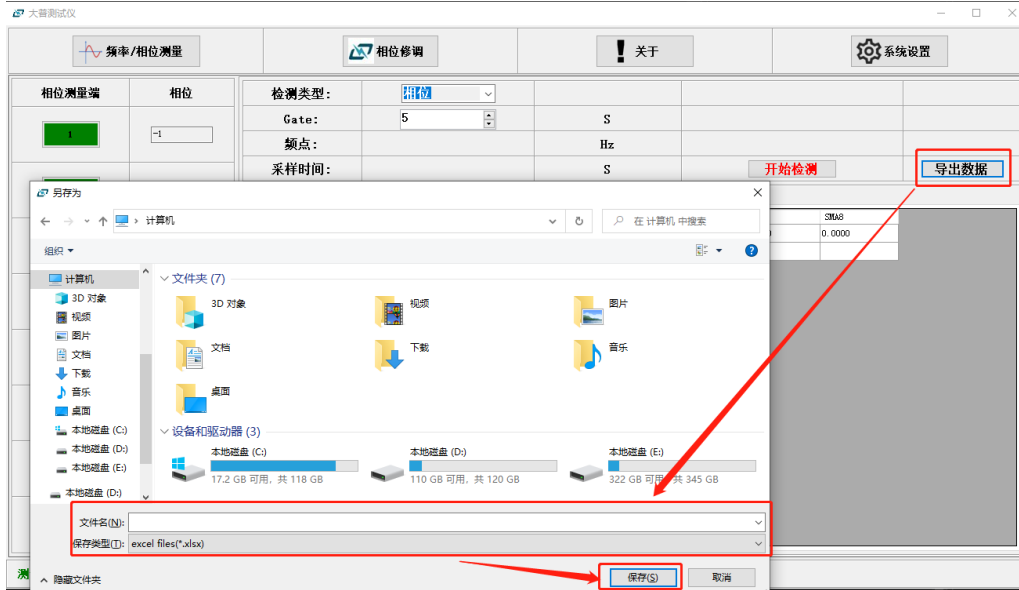 大普测试仪
频率/相位测量
相位修调
关于
系统设置
相位测量端 相位 检测类型: 相位
1 -1 Gate: 5 S
频点: Hz
采样时间: S 开始检测 导出数据
另存为
计算机
在 计算机 中搜索
组织
SMA8
0.0000
计算机
3D 对象
视频
图片
文档
下载
音乐
桌面
本地磁盘 (C:)
本地磁盘 (D:)
本地磁盘 (E:)
本地磁盘 (D:)
文件夹 (7)
3D 对象 视频 图片
文档 下载 音乐
桌面
设备和驱动器 (3)
本地磁盘 (C:) 本地磁盘 (D:) 本地磁盘 (E:)
17.2 GB 可用, 共 118 GB 110 GB 可用, 共 120 GB 322 GB 可用, 共 345 GB
文件名(N):
保存类型(T): excel files(*.xlsx)
隐藏文件夹 保存(S) 取消
测